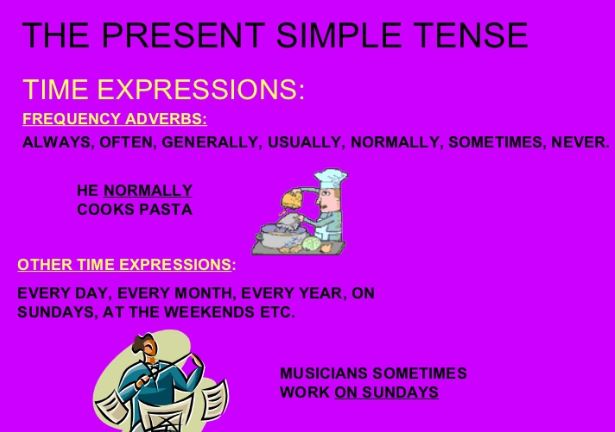 THE PRESENT SIMPLE TENSE
TIME EXPRESSIONS:
FREQUENCY ADVERBS:
ALWAYS, OFTEN, GENERALLY, USUALLY, NORMALLY, SOMETIMES, NEVER.
HE NORMALLY
COOKS PASTA
OTHER TIME EXPRESSIONS:
EVERY DAY, EVERY MONTH, EVERY YEAR, ON
SUNDAYS, AT THE WEEKENDS ETC.
MUSICIANS SOMETIMES
WORK ON SUNDAYS